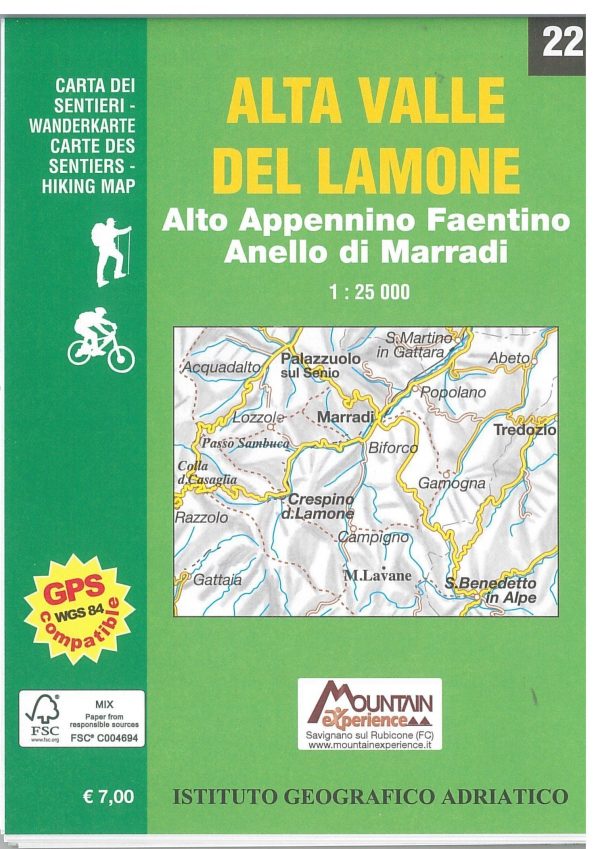 22
CARTA DEI
SENTIERI -
WANDERKARTE
CARTE DES
SENTIERS -
HIKING MAP
ALTA VALLE
DEL LAMONE
Alto Appennino Faentino
Anello di Marradi
1 : 25 000
S.Martino
in Gattara
Palazzuolo
sul Senio
Abeto
Acquadalto
Popolano
Lozzole
Marradi
Tredozio
Passo Sambuca
Biforco
Colla
d.Casaglia
Gamogna
Crespino
d.Lamone
Razzolo
Campigno
Gattaia
M.Lavane
S.Benedetto
in Alpe
GPS
WGS 84
compatible
FSC
www.fsc.org
MIX
Paper from
responsible sources
FSC® C004694
MOUNTAIN
eXperience
Savignano sul Rubicone (FC)
www.mountainexperience.it
€ 7,00
ISTITUTO GEOGRAFICO ADRIATICO